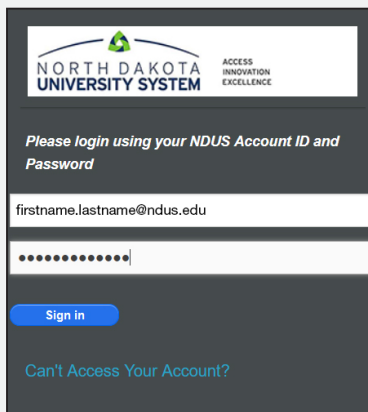 NORTH DAKOTA
UNIVERSITY SYSTEM
ACCESS
INNOVATION
EXCELLENCE
Please login using your NDUS Account ID and
Password
firstname.lastname@ndus.edu
●●●●●●●●●●●●●
Sign in
Can't Access Your Account?